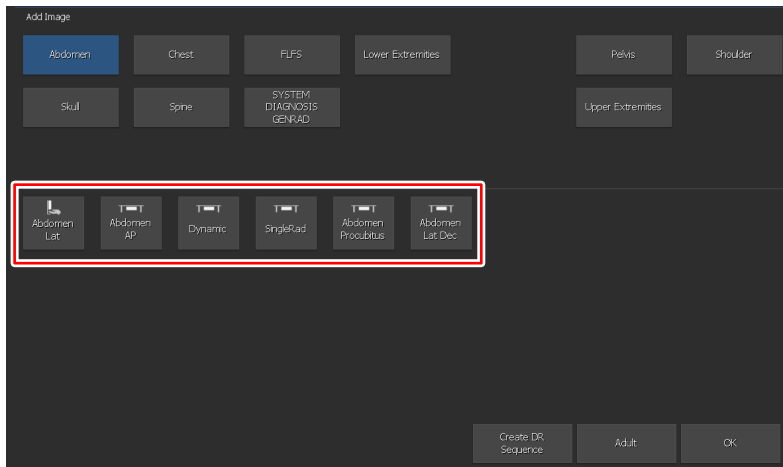 Add Image
Abdomen
Chest
FLFS
Lower Extremities
Pelvis
Shoulder
Skull
Spine
SYSTEM
DIAGNOSIS
GENRAD
Upper Extremities
Abdomen
Lat
Abdomen
AP
Dynamic
SingleRad
Abdomen
Procubitus
Abdomen
Lat Dec
Create DR
Sequence
Adult
OK